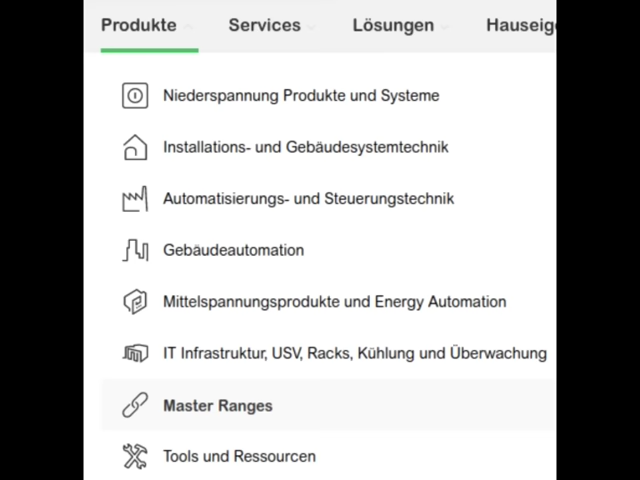 Produkte Services Lösungen
Niederspannung Produkte und Systeme
Installations- und Gebäudesystemtechnik
Automatisierungs- und Steuerungstechnik
Gebäudeautomation
Mittelspannungsprodukte und Energy Automation
IT Infrastruktur, USV, Racks, Kühlung und Überwachung
Master Ranges
Tools und Ressourcen